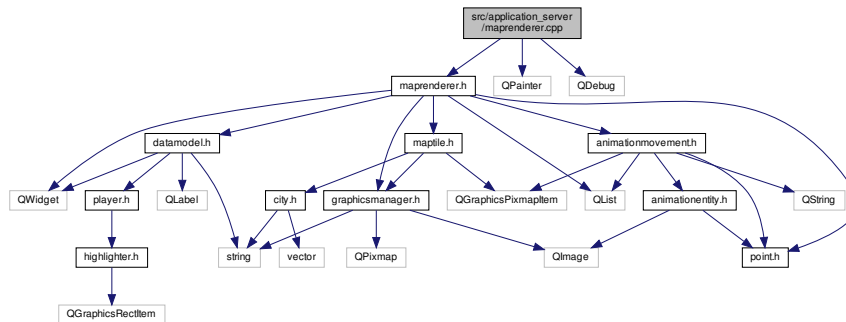 src/application_server
/maprenderer.cpp
maprenderer.h
QPainter
QDebug
datamodel.h
maptile.h
animationmovement.h
QWidget
player.h
QLabel
city.h
graphicsmanager.h
QGraphicsPixmapItem
QList
animationentity.h
QString
highlighter.h
string
vector
QPixmap
QImage
point.h
QGraphicsRectItem